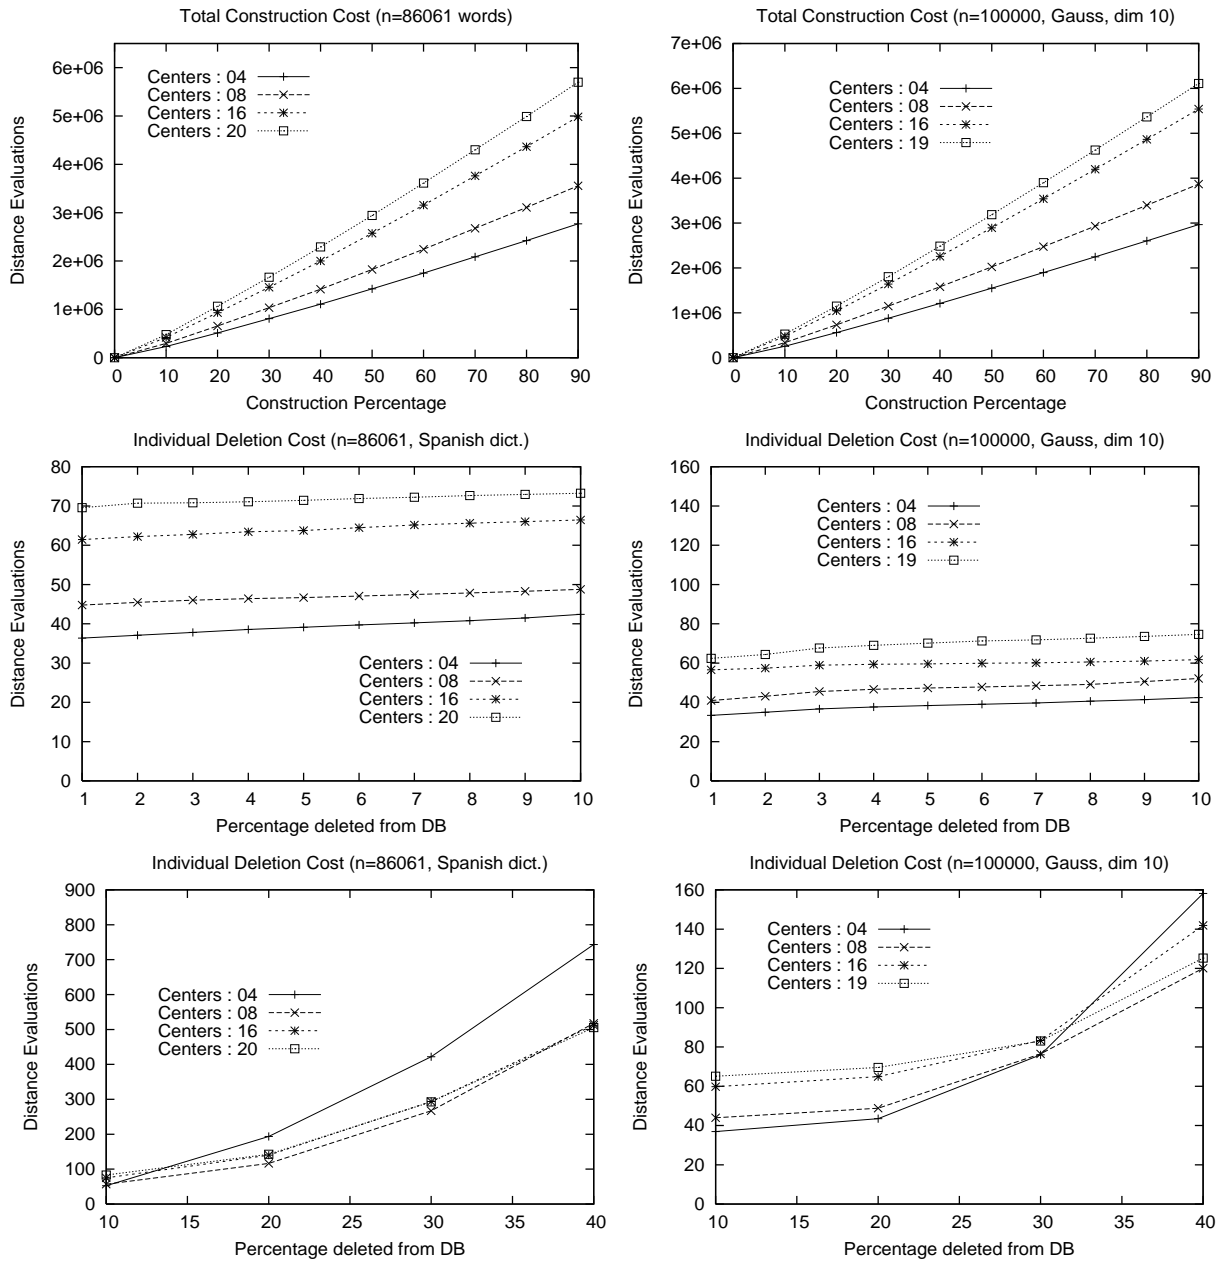 Total Construction Cost (n=86061 words)
Distance Evaluations
6e+06
5e+06
4e+06
3e+06
2e+06
1e+06
0
Centers : 04
Centers : 08
Centers : 16
Centers : 20
0 10 20 30 40 50 60 70 80 90
Construction Percentage
Total Construction Cost (n=100000, Gauss, dim 10)
Distance Evaluations
7e+06
6e+06
5e+06
4e+06
3e+06
2e+06
1e+06
0
Centers : 04
Centers : 08
Centers : 16
Centers : 19
0 10 20 30 40 50 60 70 80 90
Construction Percentage
Individual Deletion Cost (n=86061, Spanish dict.)
Distance Evaluations
80
70
60
50
40
30
20
10
0
Centers : 04
Centers : 08
Centers : 16
Centers : 20
1 2 3 4 5 6 7 8 9 10
Percentage deleted from DB
Individual Deletion Cost (n=100000, Gauss, dim 10)
Distance Evaluations
160
140
120
100
80
60
40
20
0
Centers : 04
Centers : 08
Centers : 16
Centers : 19
1 2 3 4 5 6 7 8 9 10
Percentage deleted from DB
Individual Deletion Cost (n=86061, Spanish dict.)
Distance Evaluations
900
800
700
600
500
400
300
200
100
0
Centers : 04
Centers : 08
Centers : 16
Centers : 20
10 15 20 25 30 35 40
Percentage deleted from DB
Individual Deletion Cost (n=100000, Gauss, dim 10)
Distance Evaluations
160
140
120
100
80
60
40
20
0
Centers : 04
Centers : 08
Centers : 16
Centers : 19
10 15 20 25 30 35 40
Percentage deleted from DB